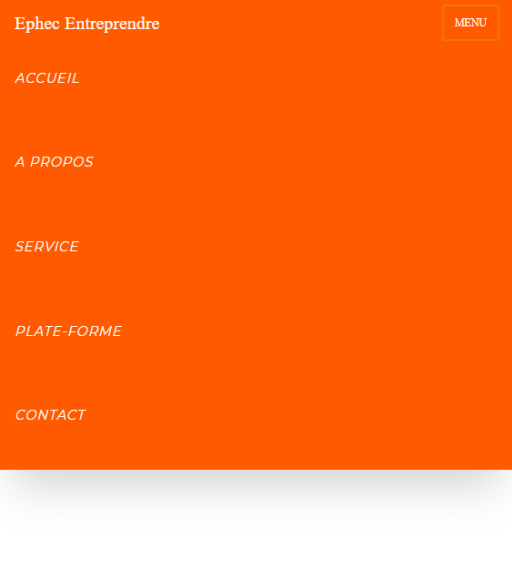 Ephec Entreprendre
MENU
ACCUEIL
A PROPOS
SERVICE
PLATE-FORME
CONTACT